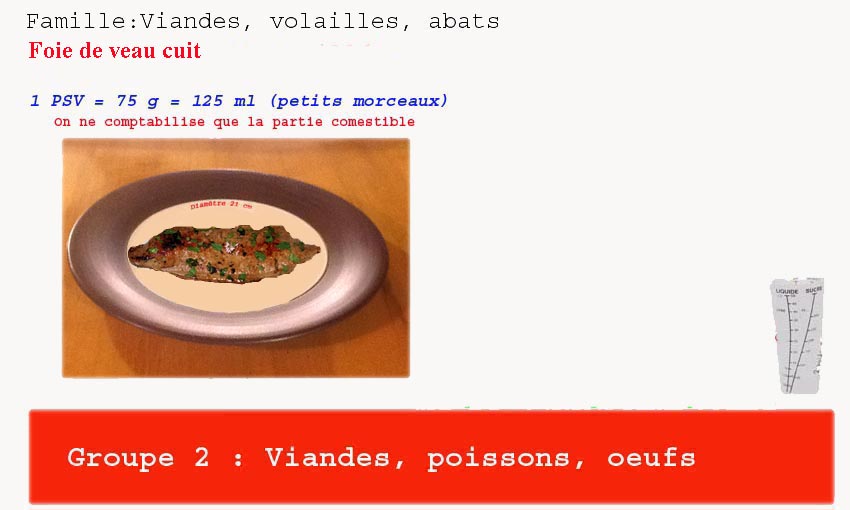 Famille:Viandes, volailles, abats
Foie de veau cuit
1 PSV = 75 g = 125 ml (petits morceaux)
On ne comptabilise que la partie comestible
Diamètre 21 cm
LIQUIDE SUCRE
Groupe 2 : Viandes, poissons, oeufs